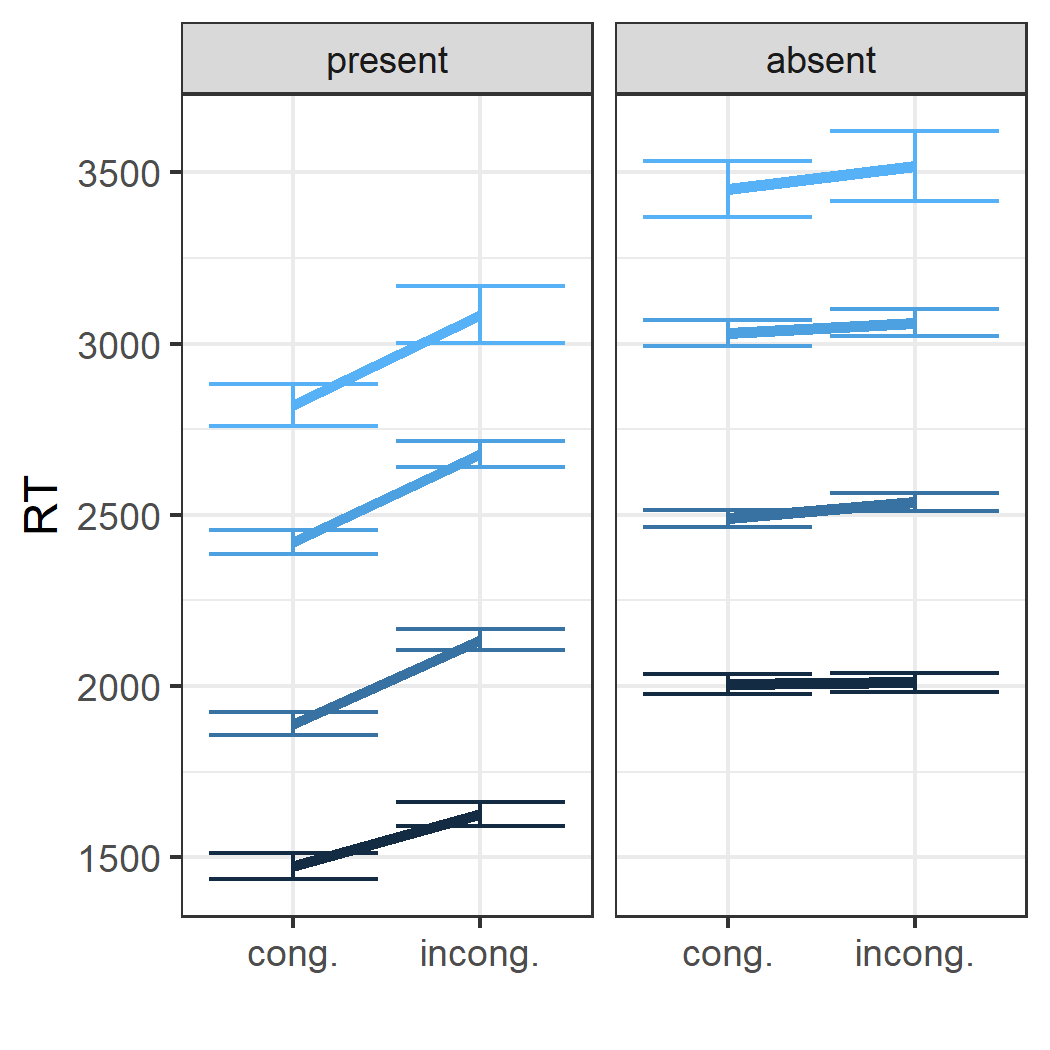 present
absent
3500
3000
2500
2000
1500
RT
cong.
incong.
cong.
incong.